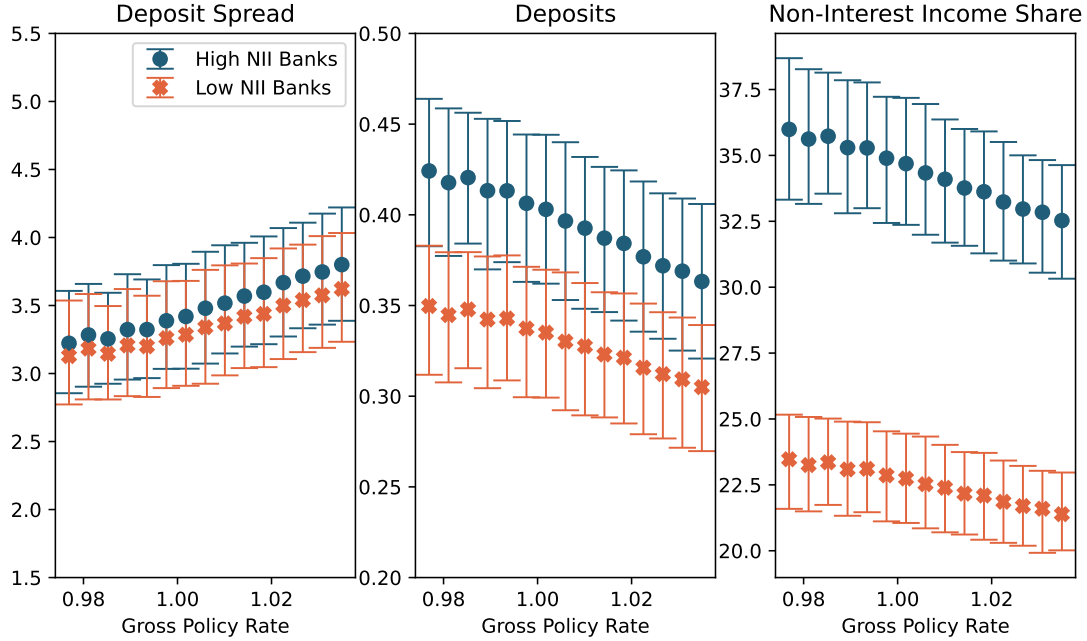 Deposit Spread
5.5
5.0
4.5
4.0
3.5
3.0
2.5
2.0
1.5
0.98 1.00 1.02
Gross Policy Rate
High NII Banks
Low NII Banks
Deposits
0.50
0.45
0.40
0.35
0.30
0.25
0.20
0.98 1.00 1.02
Gross Policy Rate
Non-Interest Income Share
37.5
35.0
32.5
30.0
27.5
25.0
22.5
20.0
0.98 1.00 1.02
Gross Policy Rate